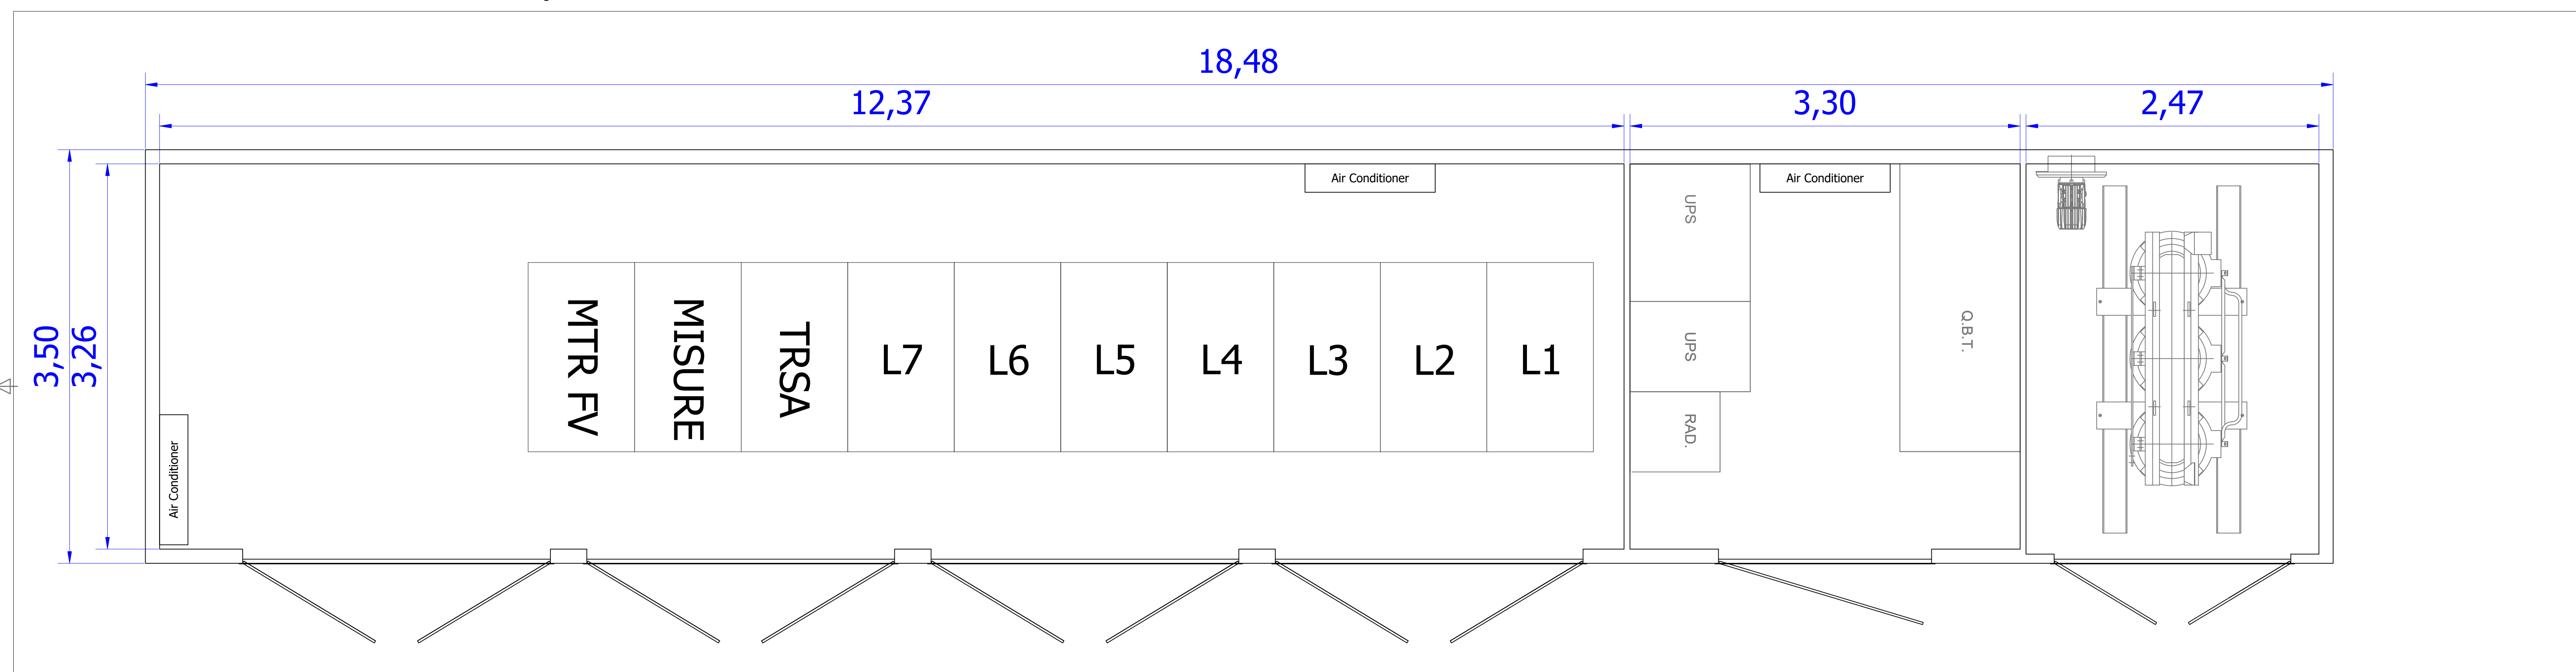 18,48
12,37
3,30
2,47
3,50
3,26
Air Conditioner
Air Conditioner
Air Conditioner
MTR FV
MISURE
TRSA
L7
L6
L5
L4
L3
L2
L1
UPS
UPS
RAD.
Q.B.T.